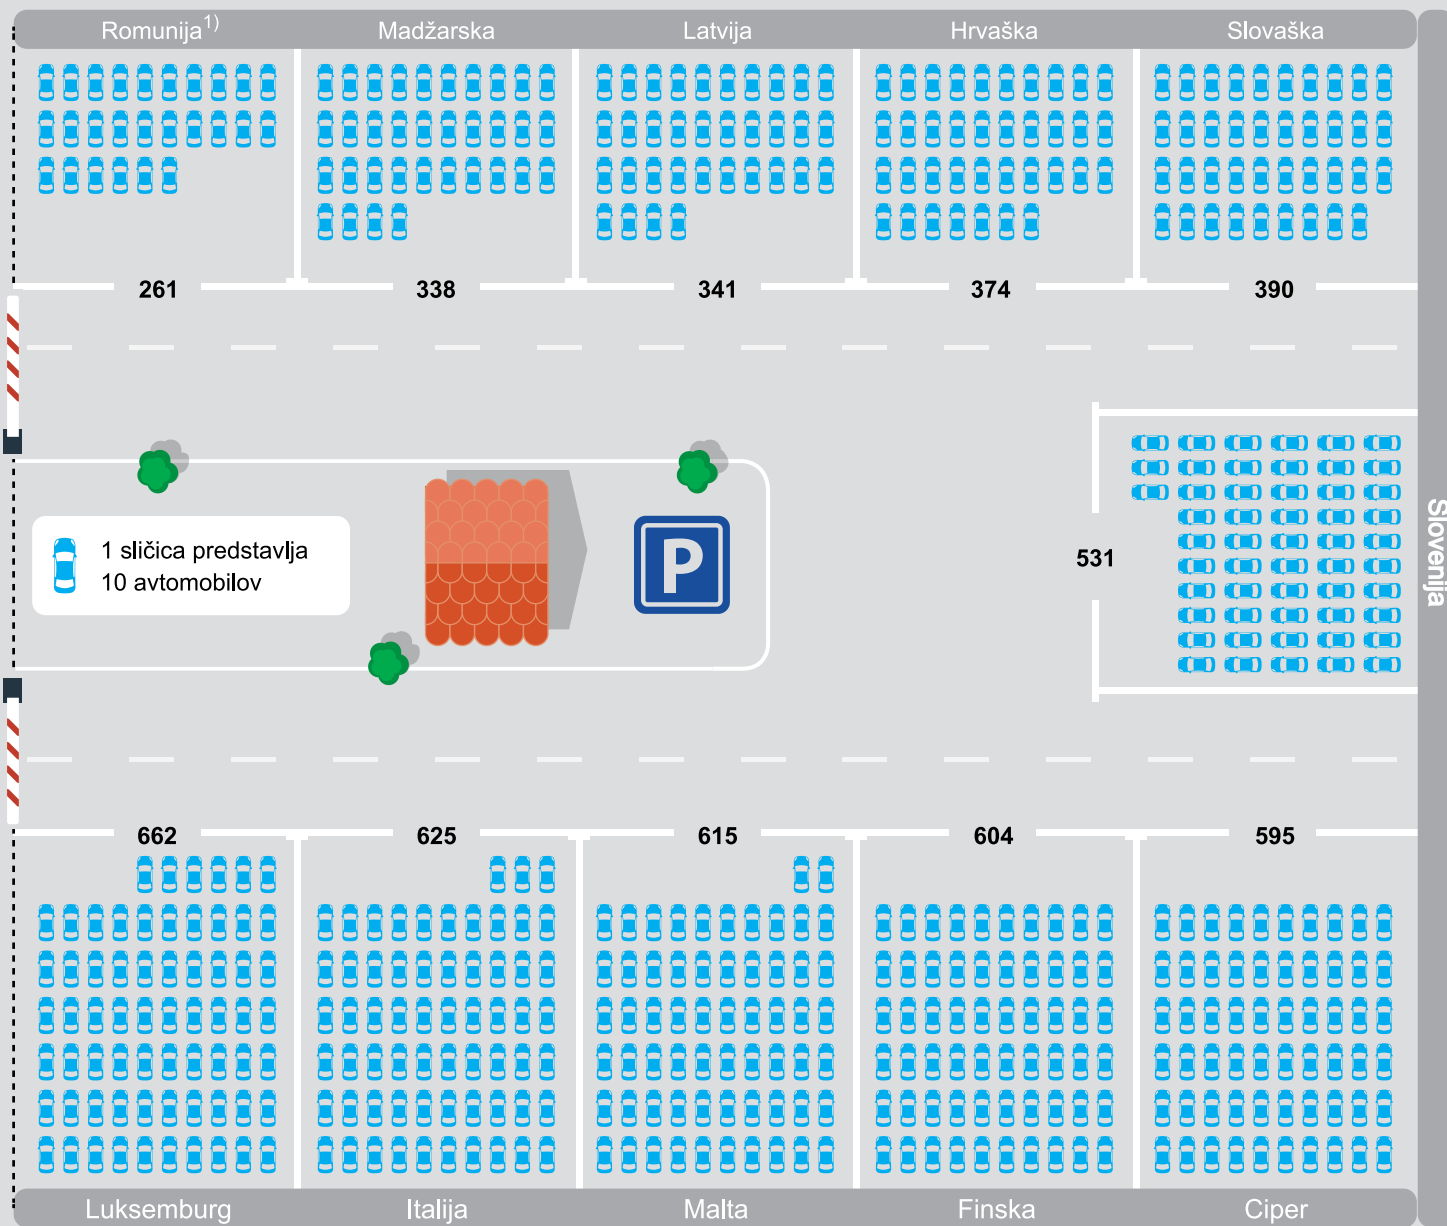 Romunija1)
Madžarska
Latvija
Hrvaška
Slovaška
261
338
341
374
390
1 sličica predstavlja
10 avtomobilov
P
531
Slovenija
662
625
615
604
595
Luksemburg
Italija
Malta
Finska
Ciper